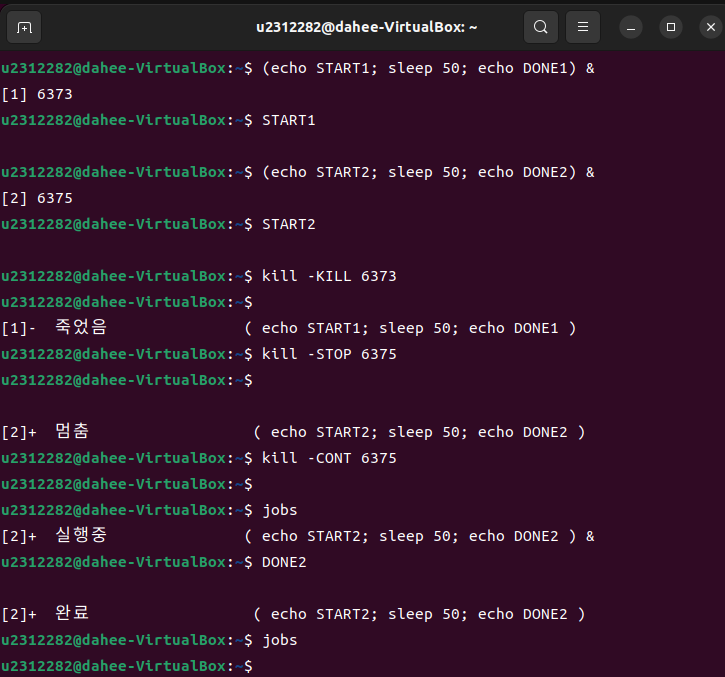 u2312282@dahee-VirtualBox: ~
u2312282@dahee-VirtualBox:~$ (echo START1; sleep 50; echo DONE1) &
[1] 6373
u2312282@dahee-VirtualBox:~$ START1
u2312282@dahee-VirtualBox:~$ (echo START2; sleep 50; echo DONE2) &
[2] 6375
u2312282@dahee-VirtualBox:~$ START2
u2312282@dahee-VirtualBox:~$ kill -KILL 6373
u2312282@dahee-VirtualBox:~$
[1]-  죽었음                 ( echo START1; sleep 50; echo DONE1 )
u2312282@dahee-VirtualBox:~$ kill -STOP 6375
u2312282@dahee-VirtualBox:~$
[2]+  멈춤                   ( echo START2; sleep 50; echo DONE2 )
u2312282@dahee-VirtualBox:~$ kill -CONT 6375
u2312282@dahee-VirtualBox:~$
u2312282@dahee-VirtualBox:~$ jobs
[2]+  실행중                 ( echo START2; sleep 50; echo DONE2 ) &
u2312282@dahee-VirtualBox:~$ DONE2
[2]+  완료                   ( echo START2; sleep 50; echo DONE2 )
u2312282@dahee-VirtualBox:~$ jobs
u2312282@dahee-VirtualBox:~$